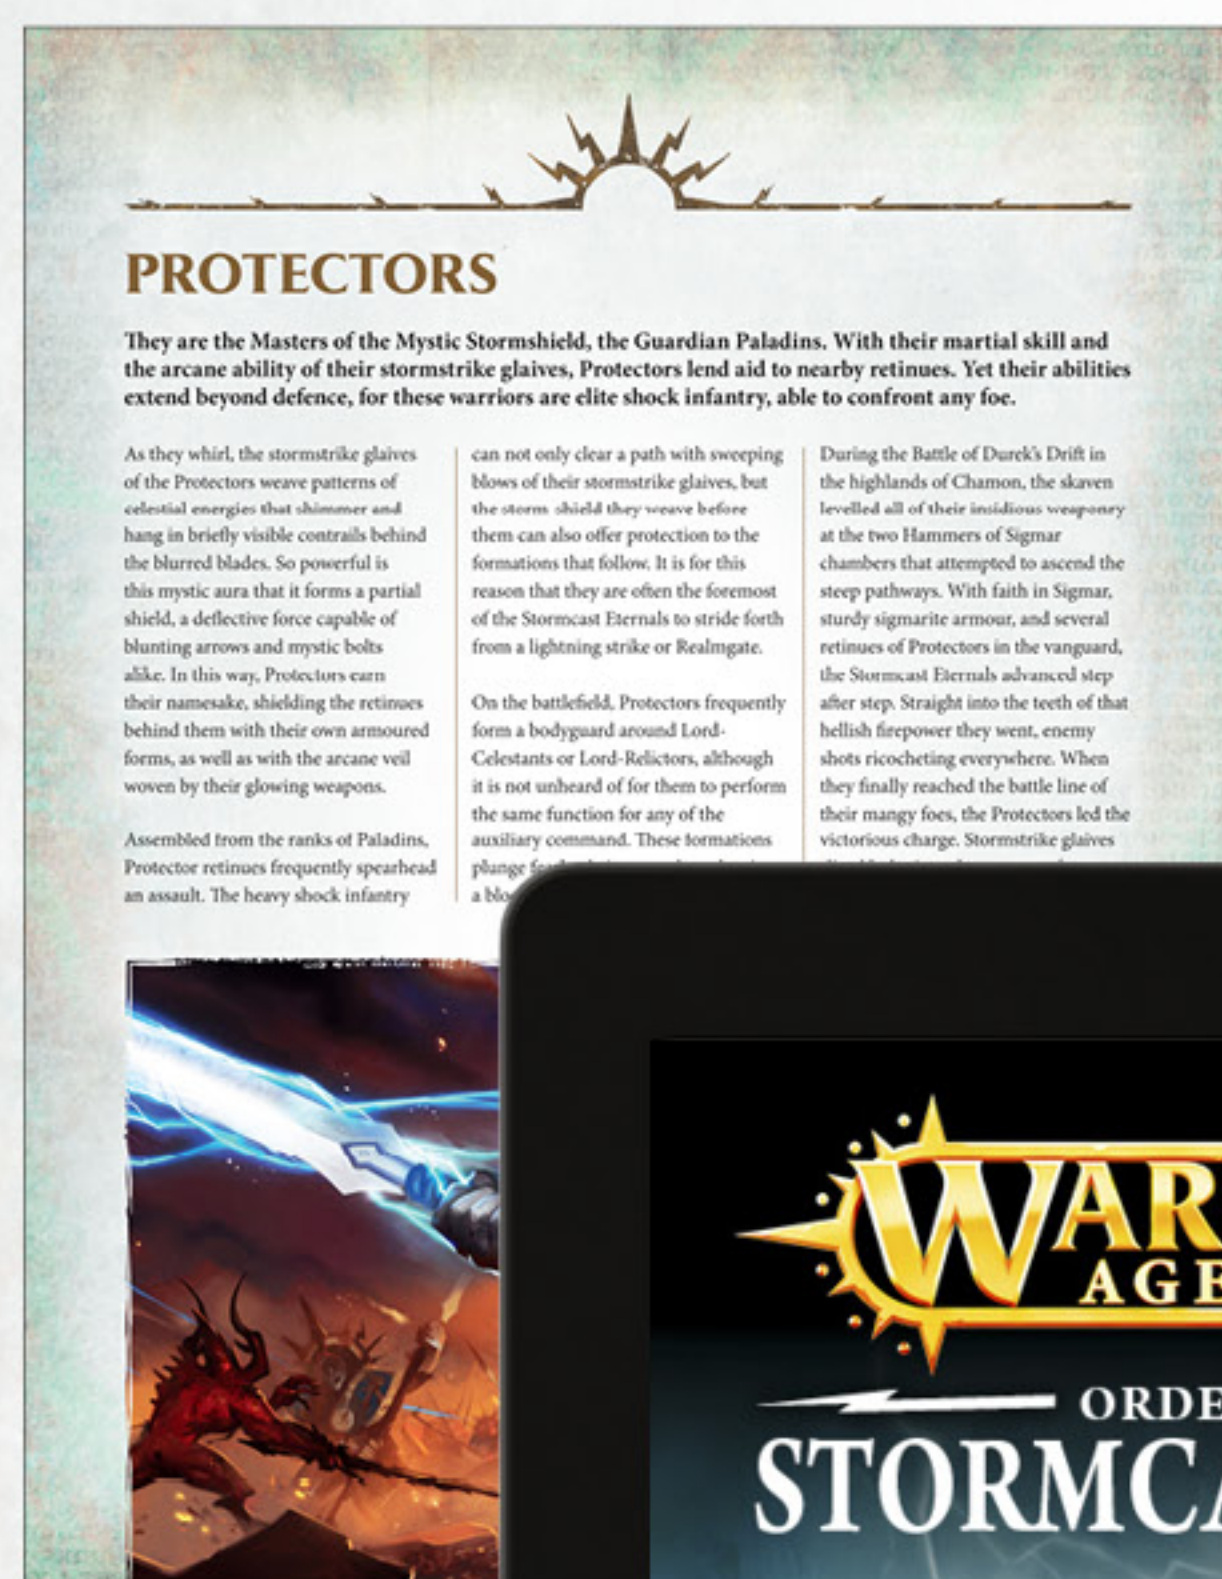 PROTECTORS
They are the Masters of the Mystic Stormshield, the Guardian Paladins. With their martial skill and
the arcane ability of their stormstrike glaives, Protectors lend aid to nearby retinues. Yet their abilities
extend beyond defence, for these warriors are elite shock infantry, able to confront any foe.
As they whirl, the stormstrike glaives
of the Protectors weave patterns of
celestial energies that shimmer and
hang in briefly visible contrails behind
the blurred blades. So powerful is
this mystic aura that it forms a partial
shield, a deflective force capable of
blunting arrows and mystic bolts
alike. In this way, Protectors earn
their namesake, shielding the retinues
behind them with their own armoured
forms, as well as with the arcane veil
woven by their glowing weapons.
Assembled from the ranks of Paladins,
Protector retinues frequently spearhead
an assault. The heavy shock infantry
can not only clear a path with sweeping
blows of their stormstrike glaives, but
the storm shield they weave before
them can also offer protection to the
formations that follow. It is for this
reason that they are often the foremost
of the Stormcast Eternals to stride forth
from a lightning strike or Realmgate.
On the battlefield, Protectors frequently
form a bodyguard around Lord-
Celestants or Lord-Relictors, although
it is not unheard of for them to perform
the same function for any of the
auxiliary command. These formations
plunge
a blo
During the Battle of Durek's Drift in
the highlands of Chamon, the skaven
levelled all of their insidious weaponry
at the two Hammers of Sigmar
chambers that attempted to ascend the
steep pathways. With faith in Sigmar,
sturdy sigmarite armour, and several
retinues of Protectors in the vanguard,
the Stormcast Eternals advanced step
after step. Straight into the teeth of that
hellish firepower they went, enemy
shots ricocheting everywhere. When
they finally reached the battle line of
their mangy foes, the Protectors led the
victorious charge. Stormstrike glaives
WAR
AGE
ORDE
STORMCA